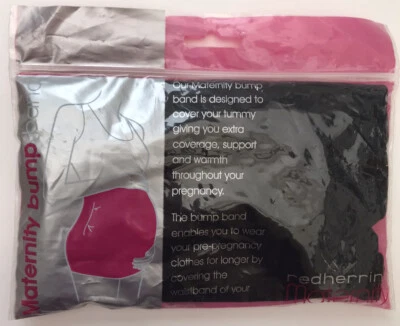 Maternity bump band
Our Maternity bump
band is designed to
cover your tummy
giving you extra
coverage, support
and warmth
throughout your
pregnancy.
The bump band
enables you to wear
your pre-pregnancy
clothes for longer by
covering the
waistband of your
redherrin